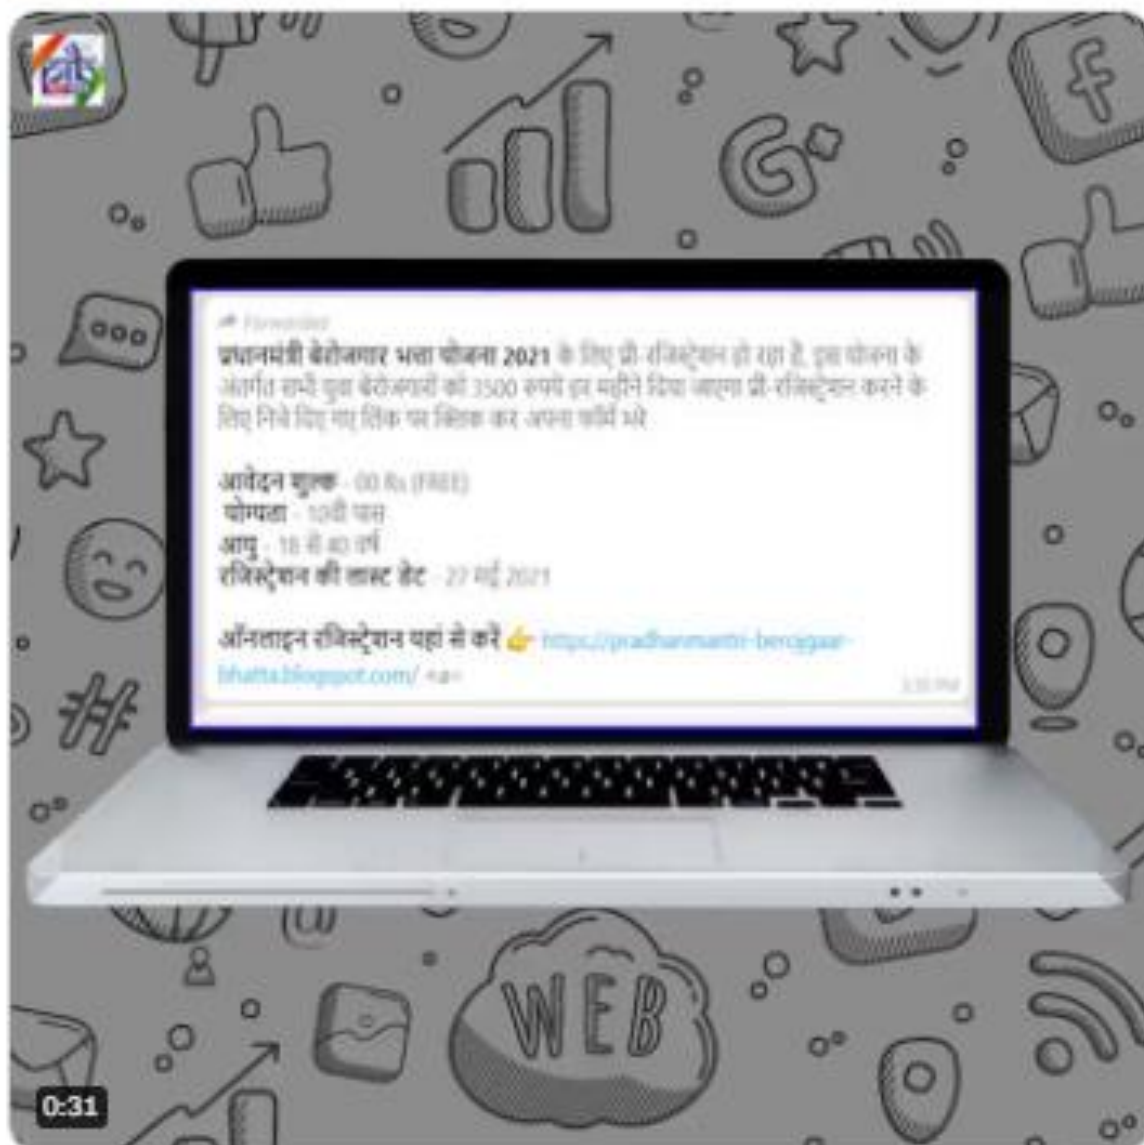 Forwarded
प्रधानमंत्री बेरोजगार भत्ता योजना 2021 के लिए प्री-रजिस्ट्रेशन हो रहा है, इस योजना के
अंतर्गत सभी युवा बेरोजगारों को 3500 रुपये हर महीने दिया जाएगा प्री-रजिस्ट्रेशन करने के
लिए निचे दिए गए लिंक पर क्लिक कर अपना फॉर्म भरे
आवेदन शुल्क - 00 Rs (FREE)
योग्यता - 10वी पास
आयु - 18 से 40 वर्ष
रजिस्ट्रेशन की लास्ट डेट - 27 मई 2021
ऑनलाइन रजिस्ट्रेशन यहां से करें 👉 https://pradhanmantri-berojgaar-
bhatta.blogspot.com/ <a>
WEB
0:31